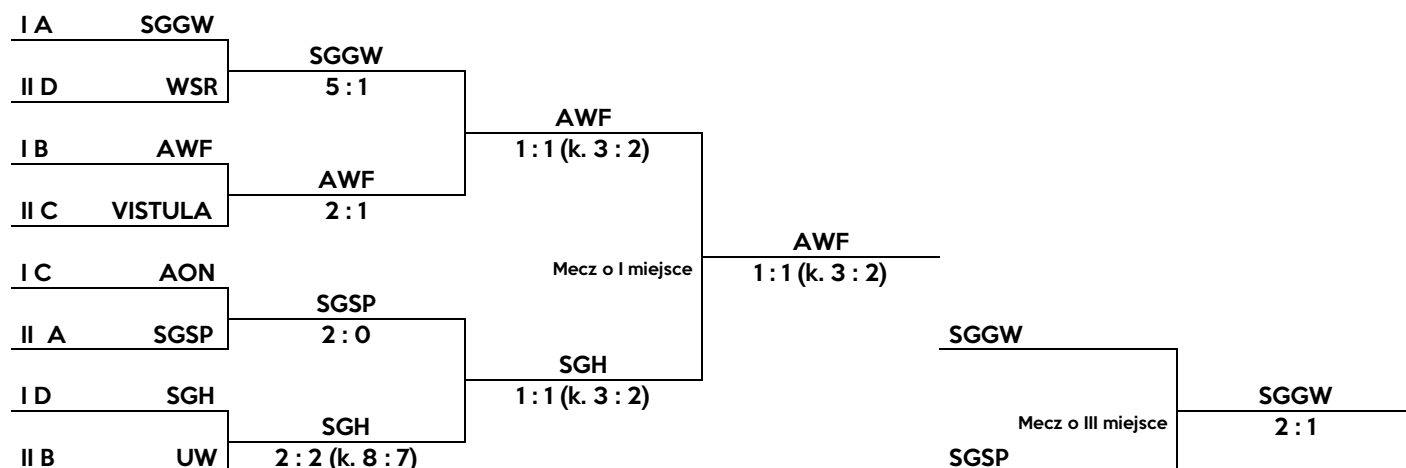 I A SGGW
SGGW
II D WSR 5 : 1
AWF
I B AWF 1 : 1 (k. 3 : 2)
AWF
II C VISTULA 2 : 1
AWF
I C AON Mecz o I miejsce 1 : 1 (k. 3 : 2)
SGSP
II A SGSP 2 : 0 SGGW
SGH
I D SGH 1 : 1 (k. 3 : 2) SGGW
SGH Mecz o III miejsce 2 : 1
II B UW 2 : 2 (k. 8 : 7) SGSP